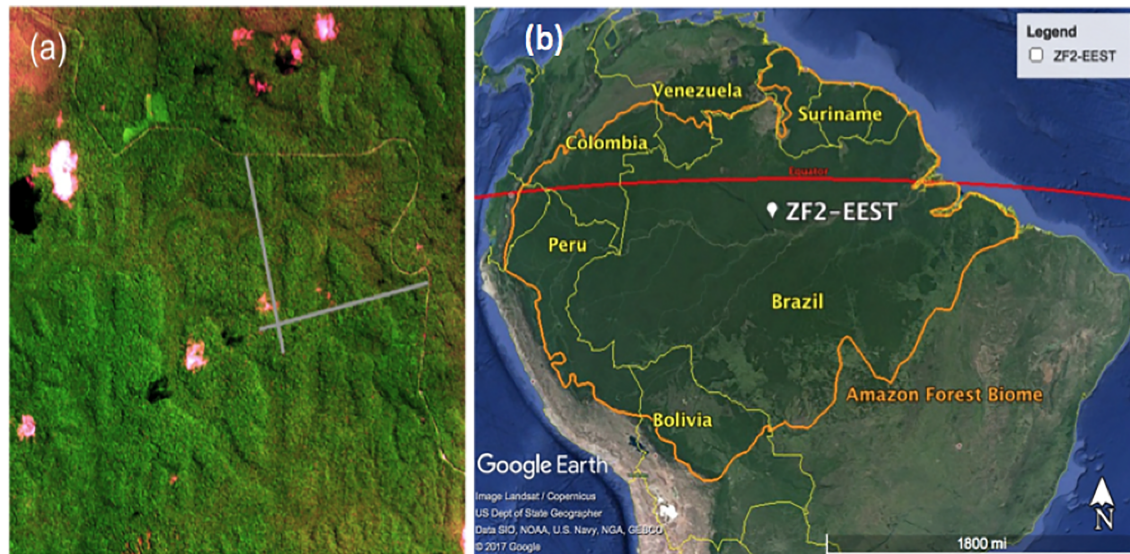 (a)
(b)
Legend
ZF2-EEST
Venezuela
Suriname
Colombia
Equator
ZF2-EEST
Peru
Brazil
Amazon Forest Biome
Bolivia
Google Earth
Image Landsat / Copernicus
US Dept of State Geographer
Data SIO, NOAA, U.S. Navy, NGA, GEBCO
© 2017 Google
1800 mi
N